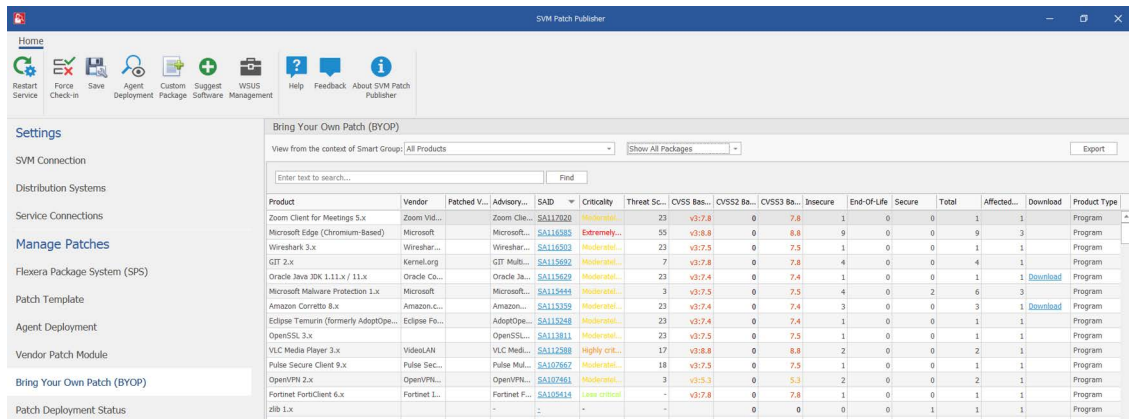 SVM Patch Publisher
Home
Restart Service
Force Check-in
Save
Agent Deployment
Custom Package
Suggest Software
WSUS Management
Help
Feedback
About SVM Patch Publisher
Settings
SVM Connection
Distribution Systems
Service Connections
Manage Patches
Flexera Package System (SPS)
Patch Template
Agent Deployment
Vendor Patch Module
Bring Your Own Patch (BYOP)
Patch Deployment Status
Bring Your Own Patch (BYOP)
View from the context of Smart Group: All Products Show All Packages Export
Enter text to search... Find
Product Vendor Patched V... Advisory... SAID Criticality Threat Sc... CVSS Bas... CVSS2 Ba... CVSS3 Ba... Insecure End-Of-Life Secure Total Affected... Download Product Type
Zoom Client for Meetings 5.x Zoom Vid... Zoom Clie... SA117020 Moderatel... 23 v3:7.8 0 7.8 1 0 0 1 1 Program
Microsoft Edge (Chromium-Based) Microsoft Microsoft... SA116585 Extremely... 55 v3:8.8 0 8.8 9 0 0 9 3 Program
Wireshark 3.x Wireshar... Wireshar... SA116503 Moderatel... 23 v3:7.5 0 7.5 1 0 0 1 1 Program
GIT 2.x Kernel.org GIT Multi... SA115692 Moderatel... 7 v3:7.8 0 7.8 4 0 0 4 1 Program
Oracle Java JDK 1.11.x / 11.x Oracle Co... Oracle Ja... SA115629 Moderatel... 23 v3:7.4 0 7.4 1 0 0 1 1 Download Program
Microsoft Malware Protection 1.x Microsoft Microsoft... SA115444 Moderatel... 3 v3:7.5 0 7.5 4 0 2 6 3 Program
Amazon Corretto 8.x Amazon.c... Amazon... SA115359 Moderatel... 23 v3:7.4 0 7.4 3 0 0 3 1 Download Program
Eclipse Temurin (formerly AdoptOpe... Eclipse Fo... AdoptOpe... SA115248 Moderatel... 23 v3:7.4 0 7.4 1 0 0 1 1 Program
OpenSSL 3.x OpenSSL... SA113811 Moderatel... 23 v3:7.5 0 7.5 1 0 0 1 1 Program
VLC Media Player 3.x VideoLAN VLC Medi... SA112588 Highly crit... 17 v3:8.8 0 8.8 2 0 0 2 1 Program
Pulse Secure Client 9.x Pulse Sec... Pulse Mul... SA107667 Moderatel... 18 v3:7.5 0 7.5 1 0 0 1 1 Program
OpenVPN 2.x OpenVPN... OpenVPN... SA107461 Moderatel... 3 v3:5.3 0 5.3 2 0 0 2 1 Program
Fortinet FortiClient 6.x Fortinet I... Fortinet F... SA105414 Less critical - v3:7.8 0 7.8 1 0 0 1 1 Program
zlib 1.x - - - - 0 0 0 0 1 1 1 Program